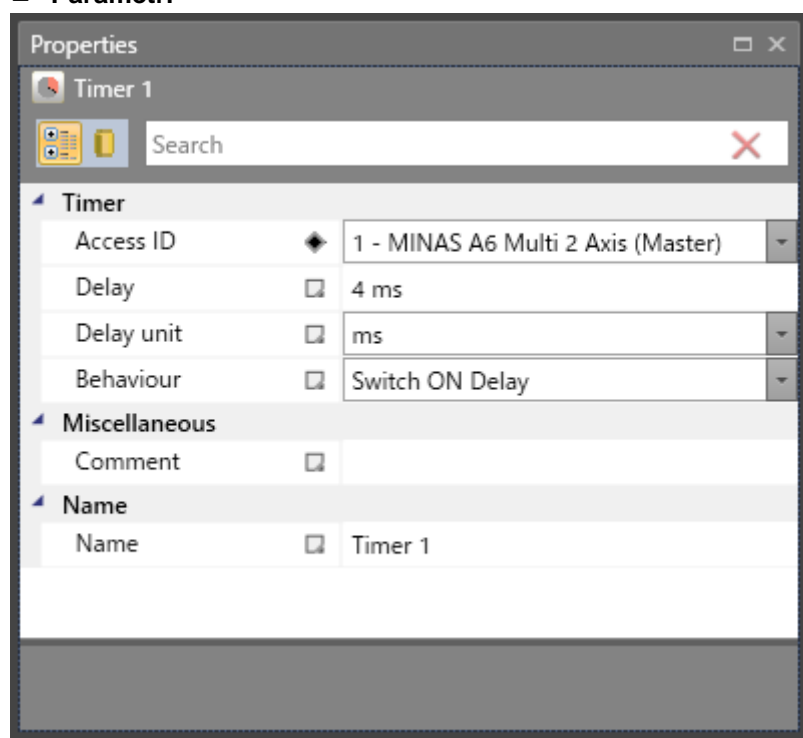 Properties
Timer 1
Search
Timer
Access ID 1 - MINAS A6 Multi 2 Axis (Master)
Delay 4 ms
Delay unit ms
Behaviour Switch ON Delay
Miscellaneous
Comment
Name
Name Timer 1